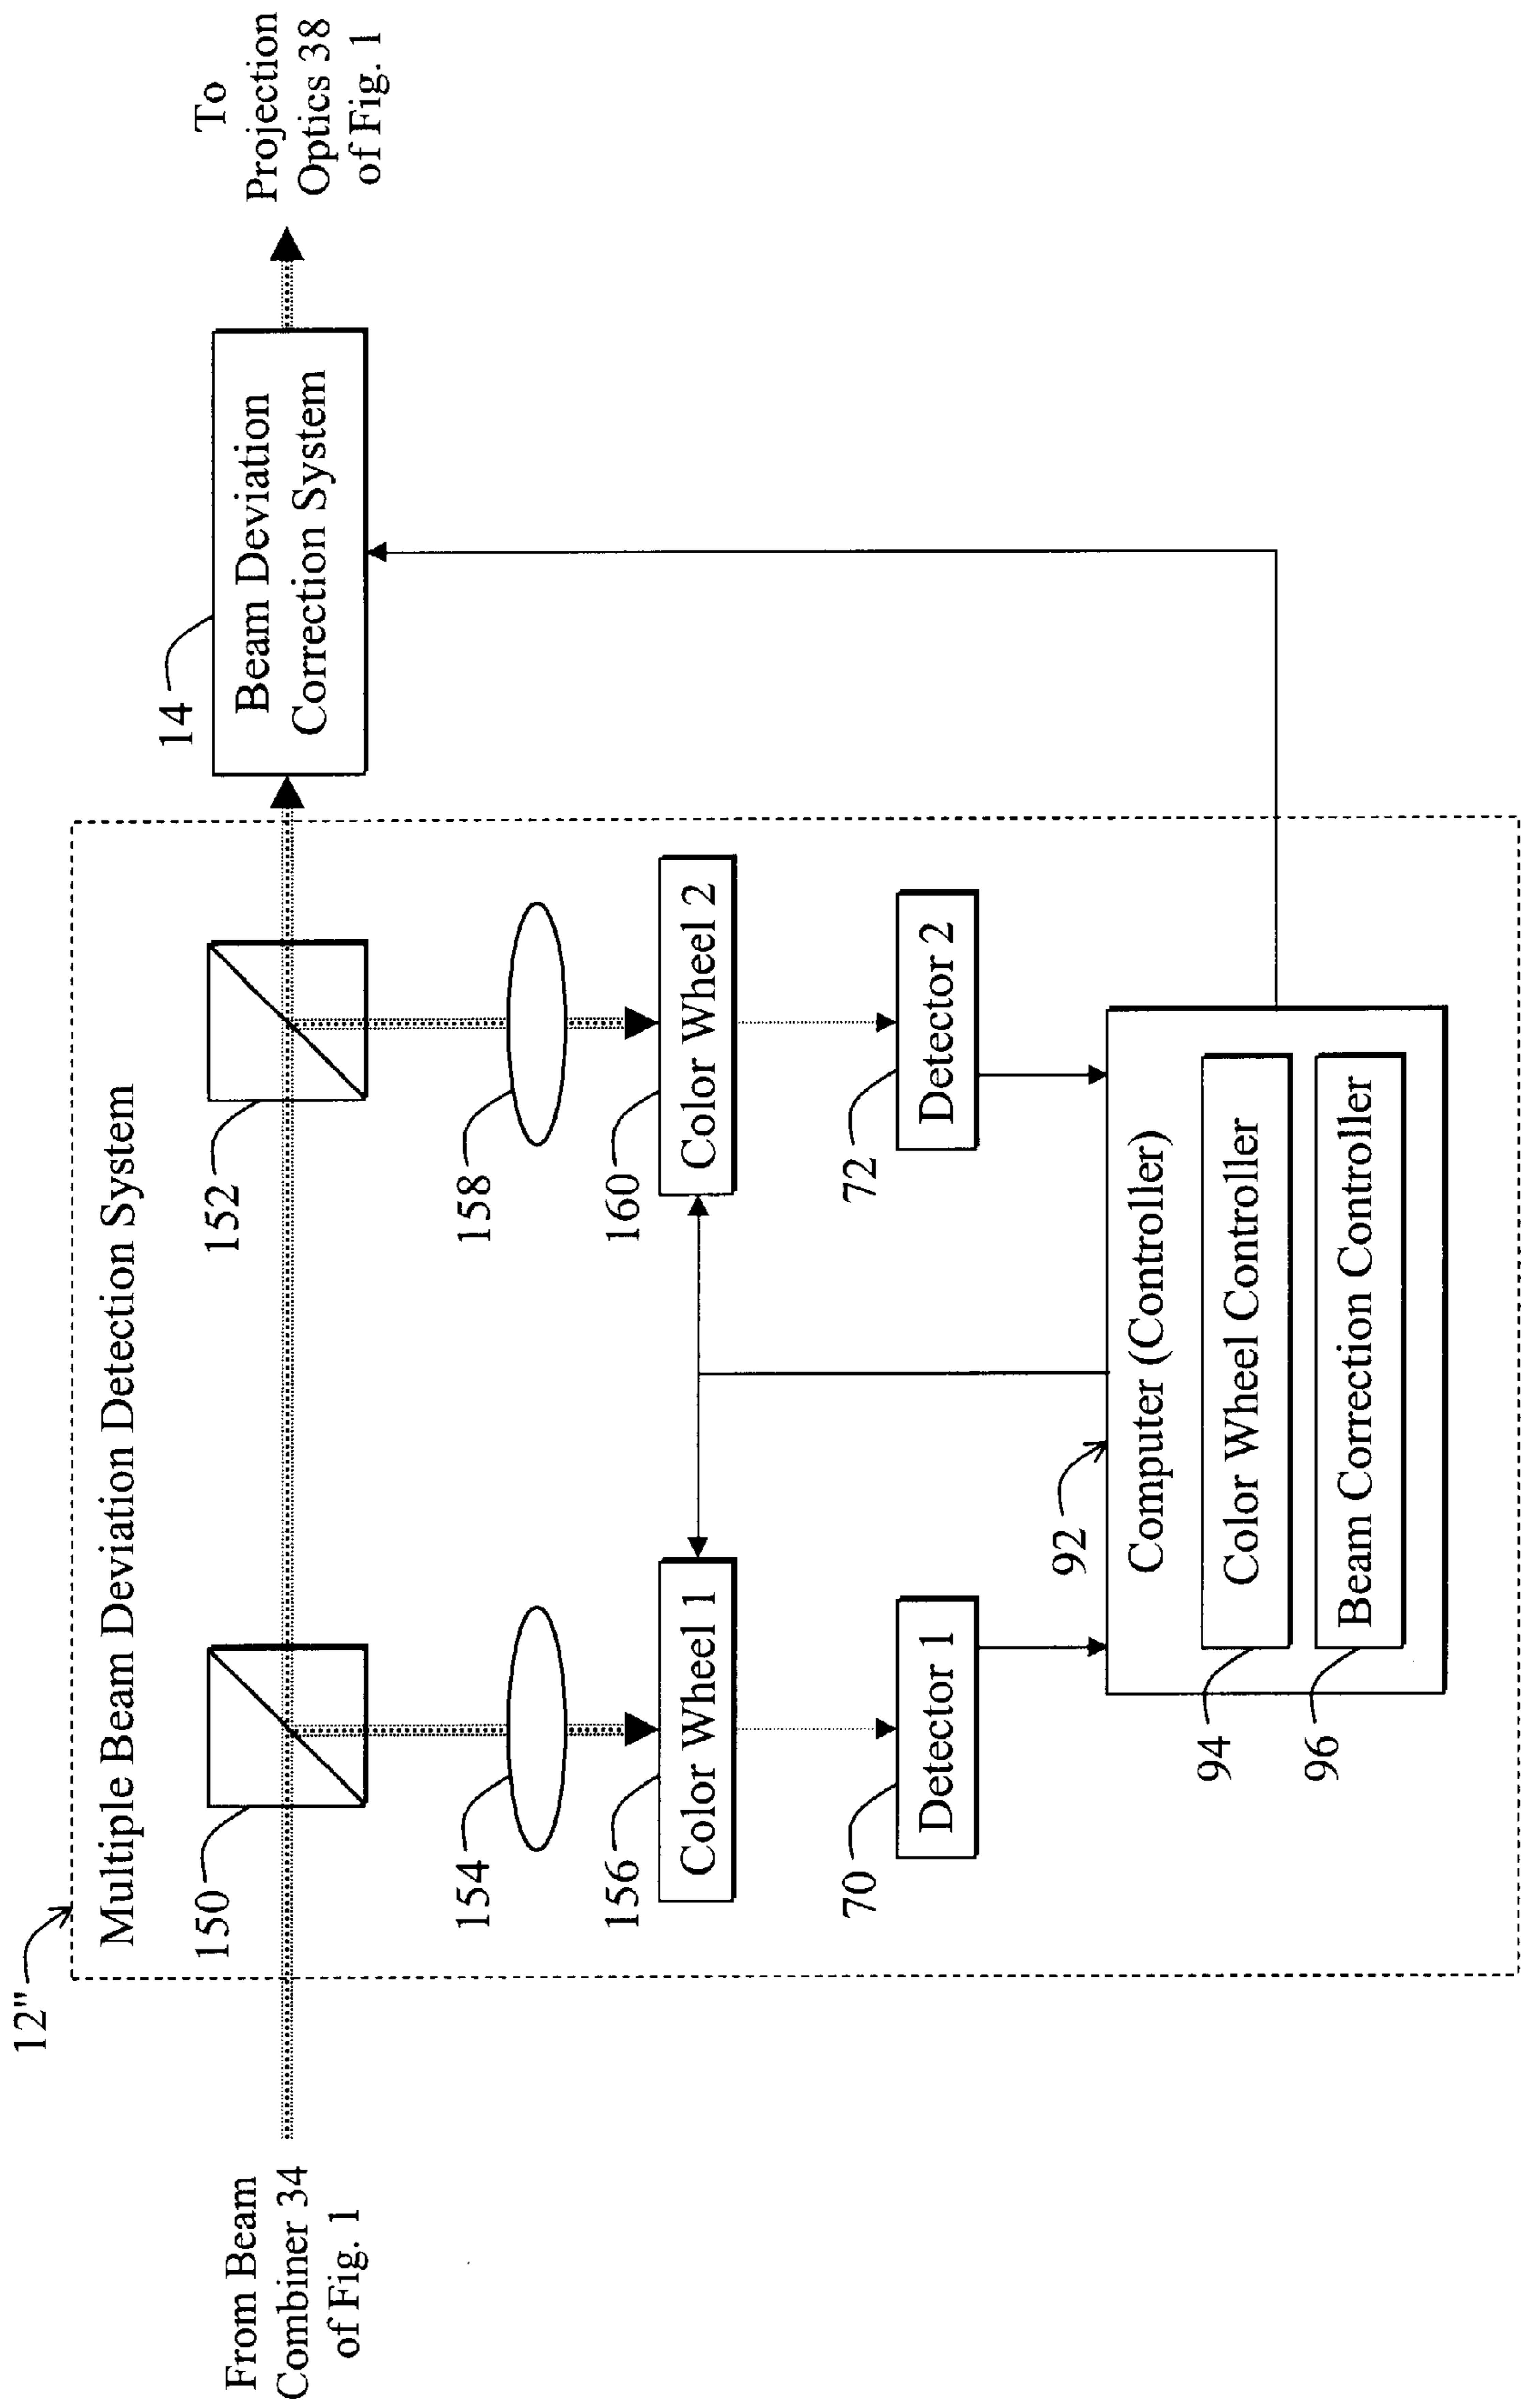 12"
Multiple Beam Deviation Detection System
From Beam
Combiner 34
of Fig. 1
150
152
14
Beam Deviation
Correction System
To
Projection
Optics 38
of Fig. 1
154
158
156
Color Wheel 1
160
Color Wheel 2
70
Detector 1
72
Detector 2
92
Computer (Controller)
94
Color Wheel Controller
96
Beam Correction Controller